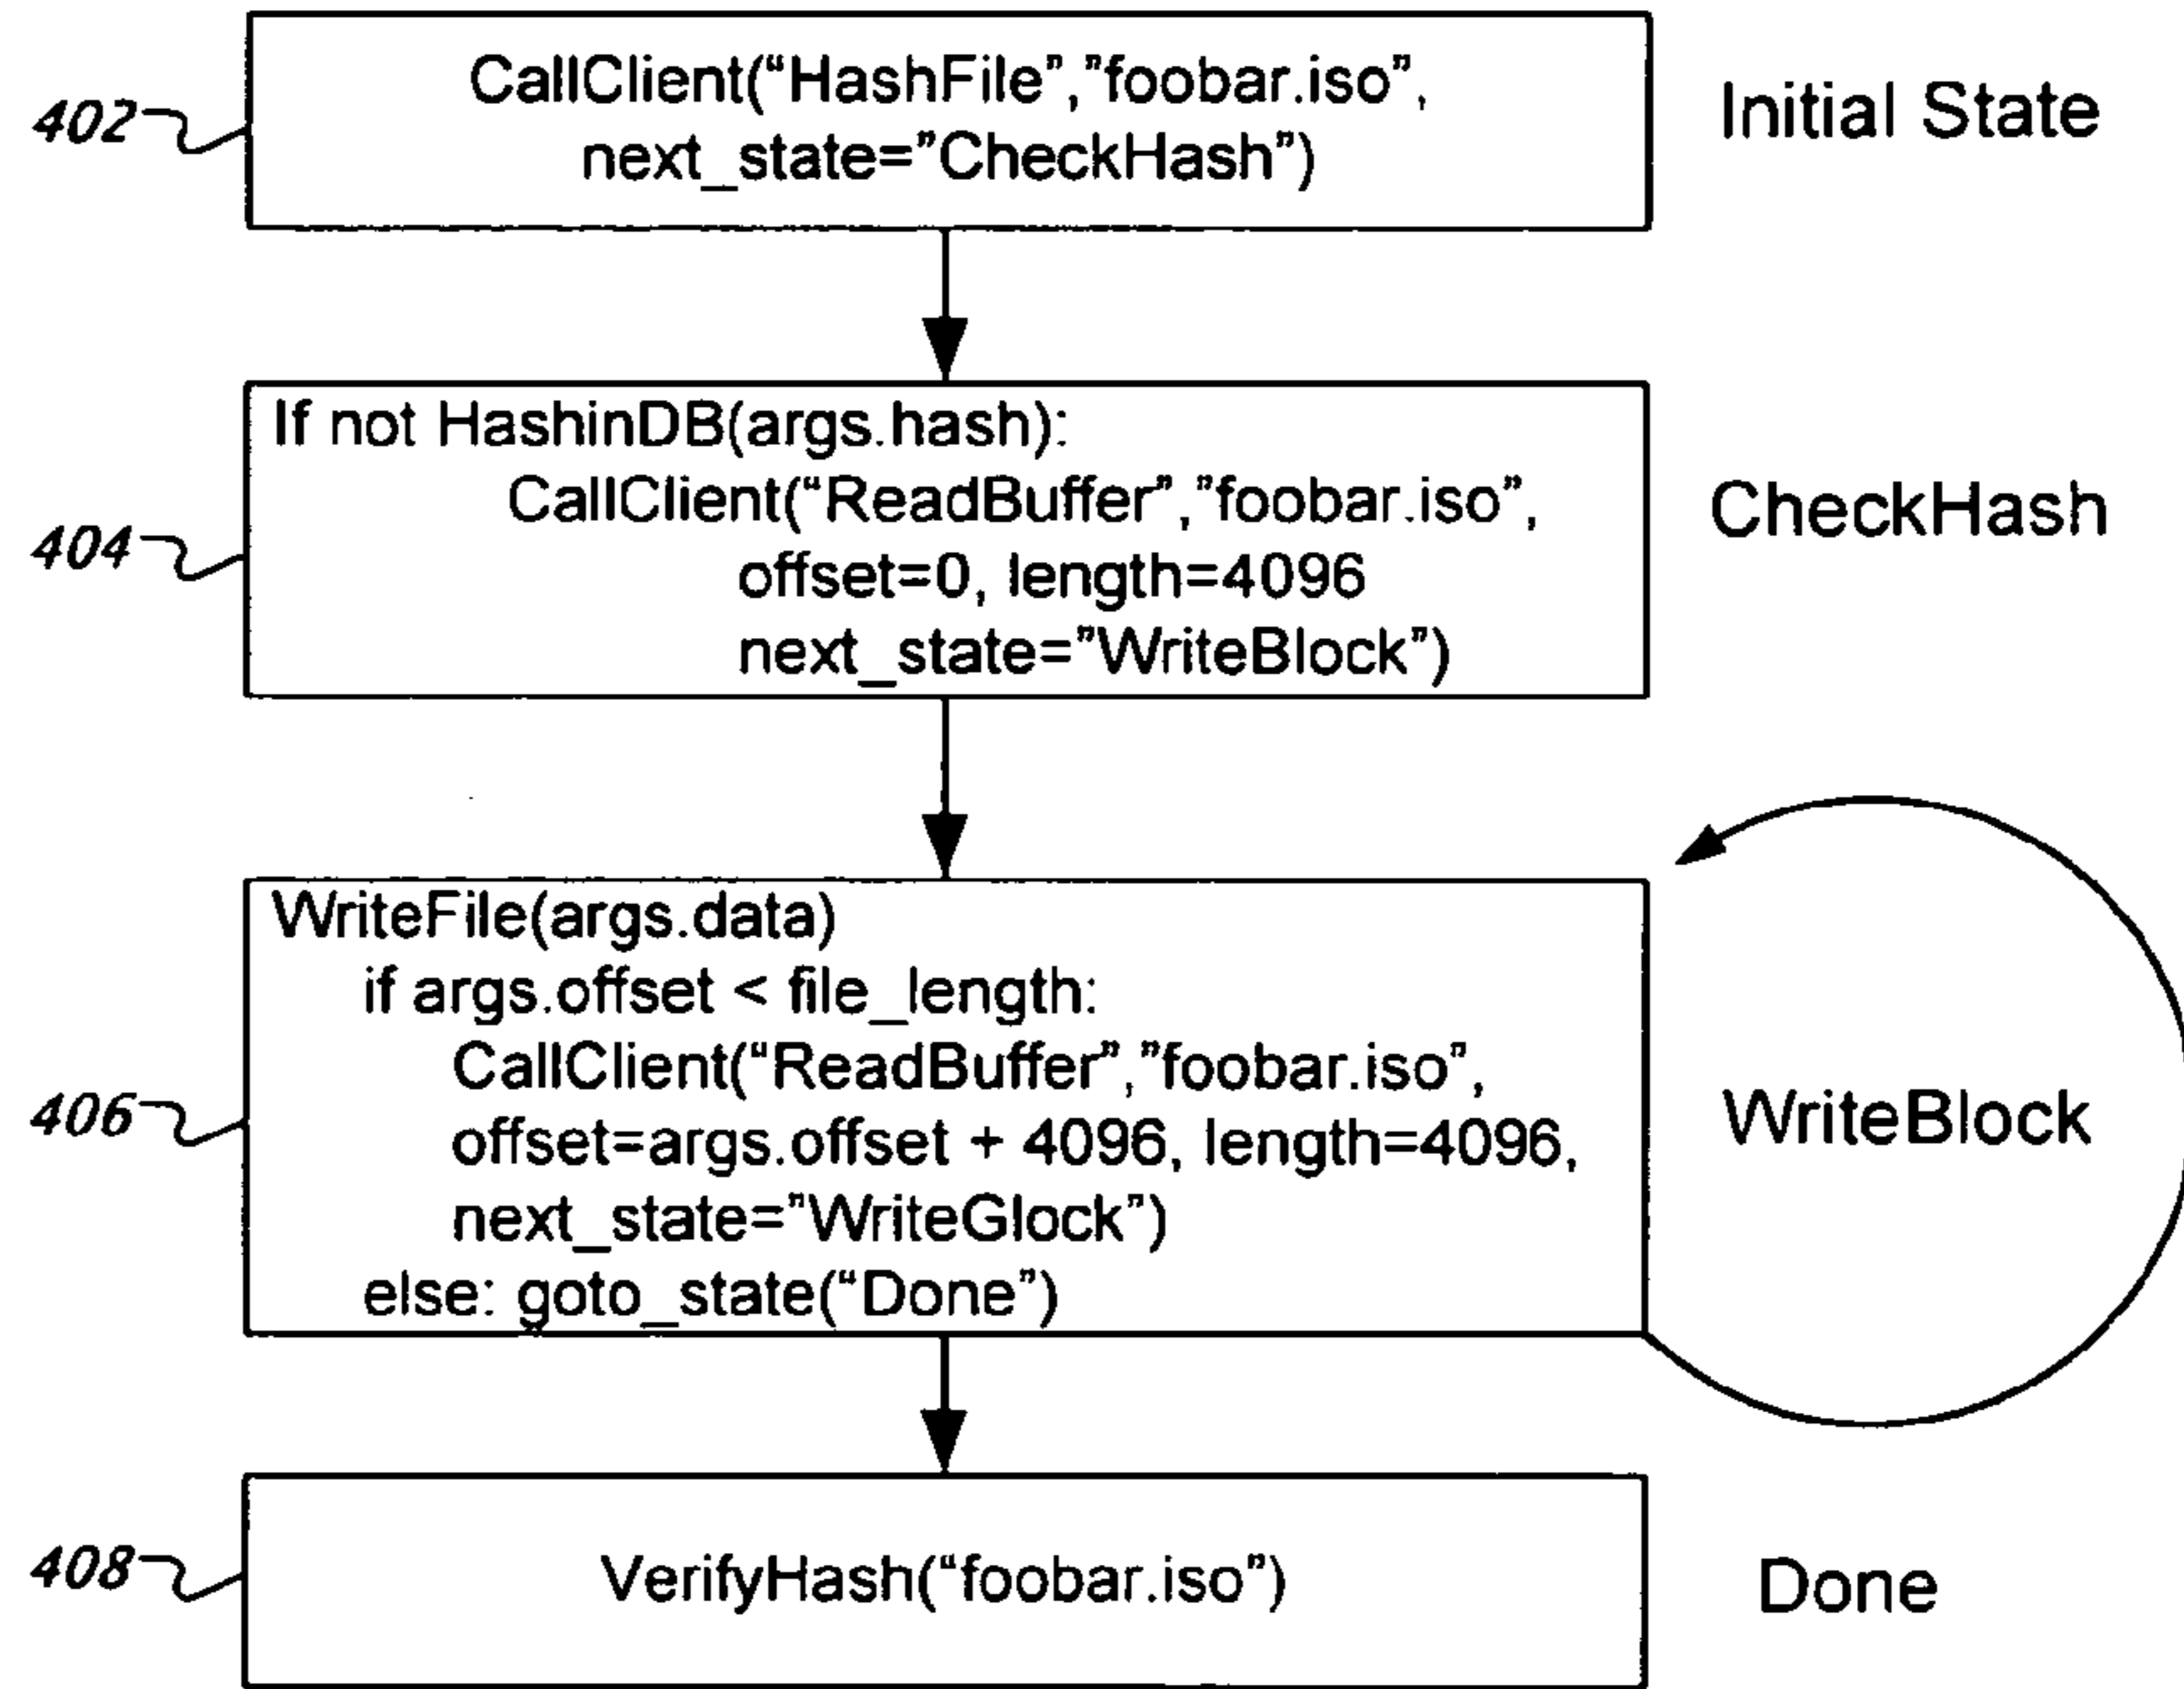 402
CallClient(“HashFile”,”foobar.iso”,
next_state=”CheckHash”)
Initial State
404
If not HashinDB(args.hash):
CallClient(“ReadBuffer”,”foobar.iso”,
offset=0, length=4096
next_state=”WriteBlock”)
CheckHash
406
WriteFile(args.data)
if args.offset < file_length:
CallClient(“ReadBuffer”,”foobar.iso”,
offset=args.offset + 4096, length=4096,
next_state=”WriteGlock”)
else: goto_state(“Done”)
WriteBlock
408
VerifyHash(“foobar.iso”)
Done